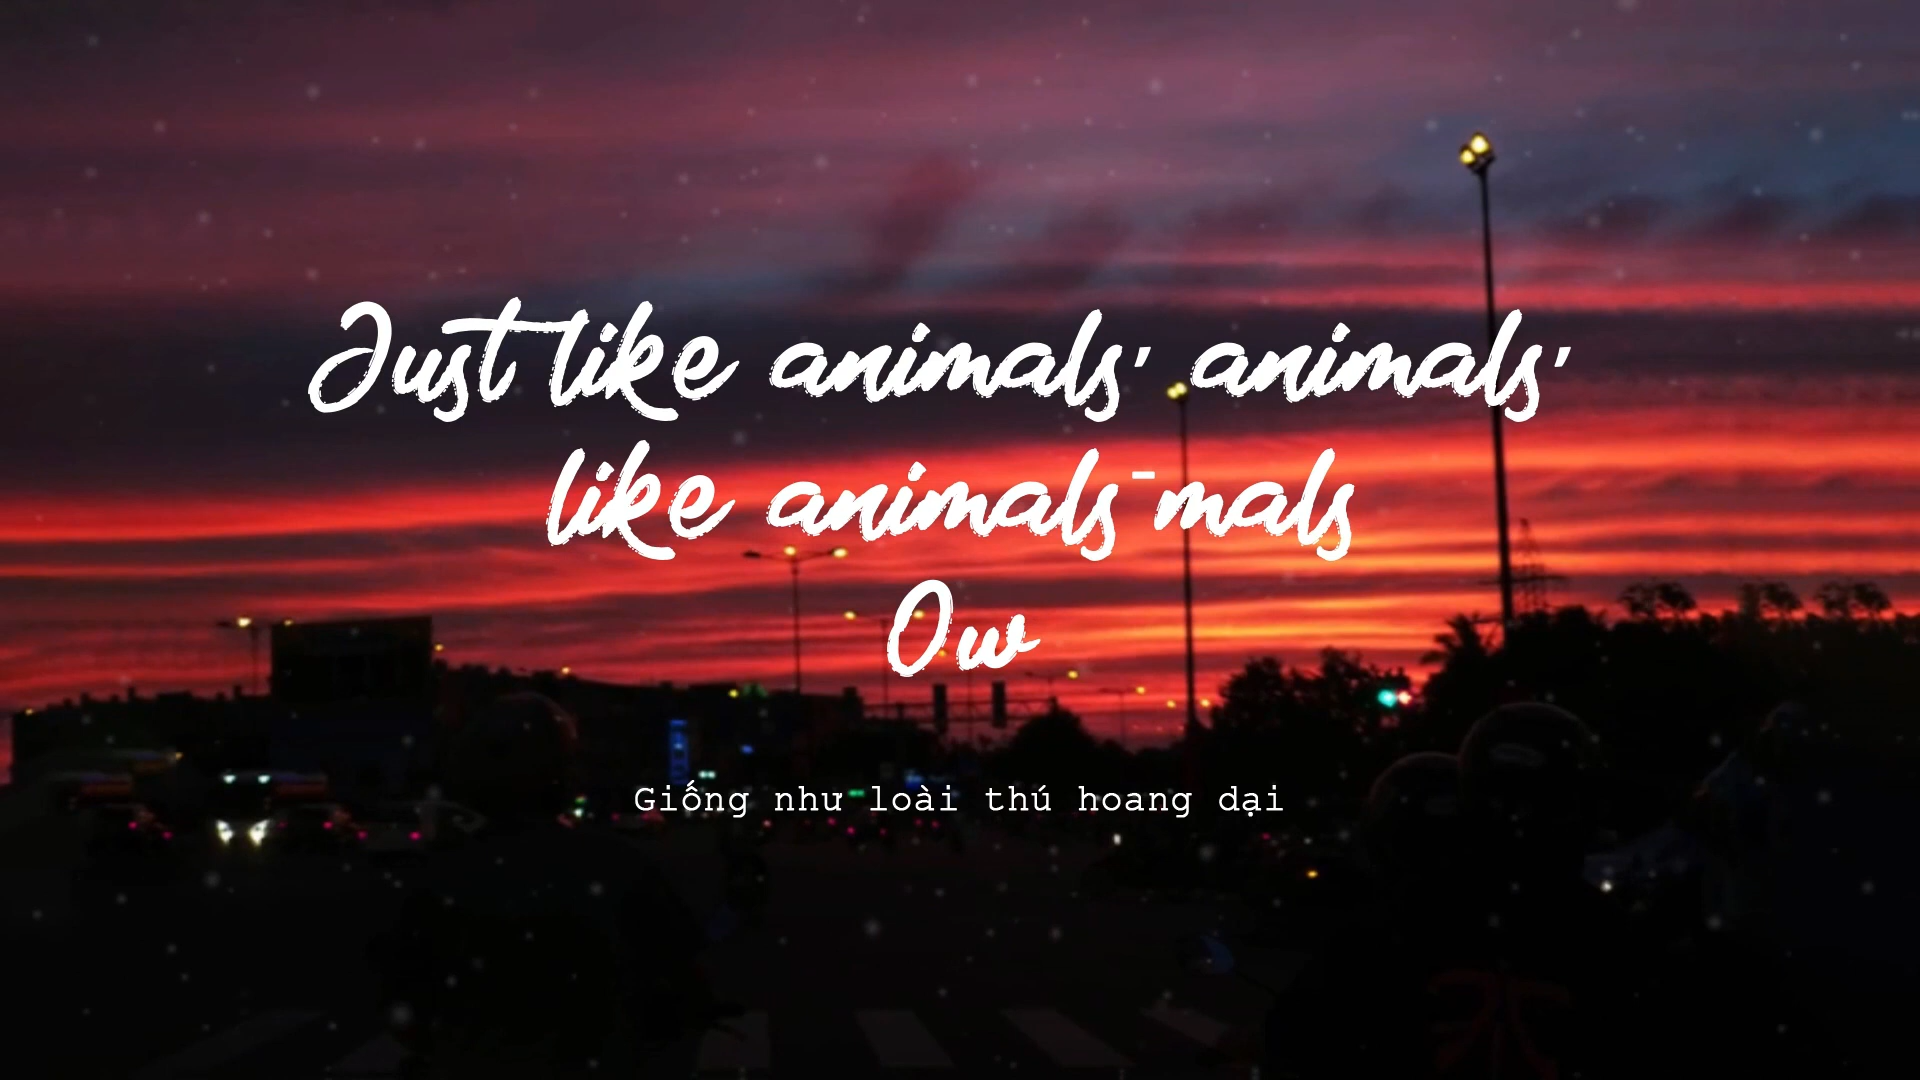 Just like animals, animals,
like animals-mals
Ow
Giống như loài thú hoang dại